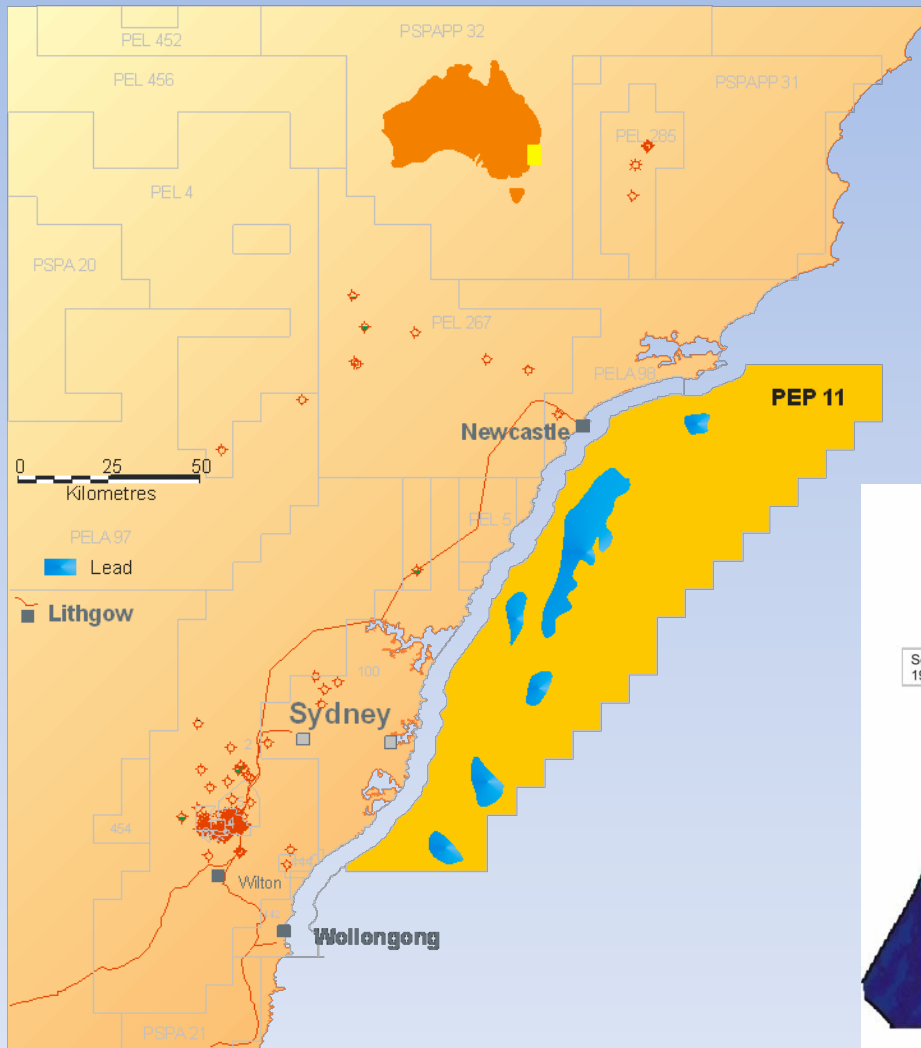 PEL 452
PSPAPP 32
PEL 456
PSPAPP 31
PEL 285
PEL 4
PSPA 20
PEL 267
PELA 98
PEP 11
Newcastle
0 25 50
Kilometres
PEL 5
PELA 97
Lead
Lithgow
100
Sydney
2
454
4
Wilton
Wollongong
PSPA 21